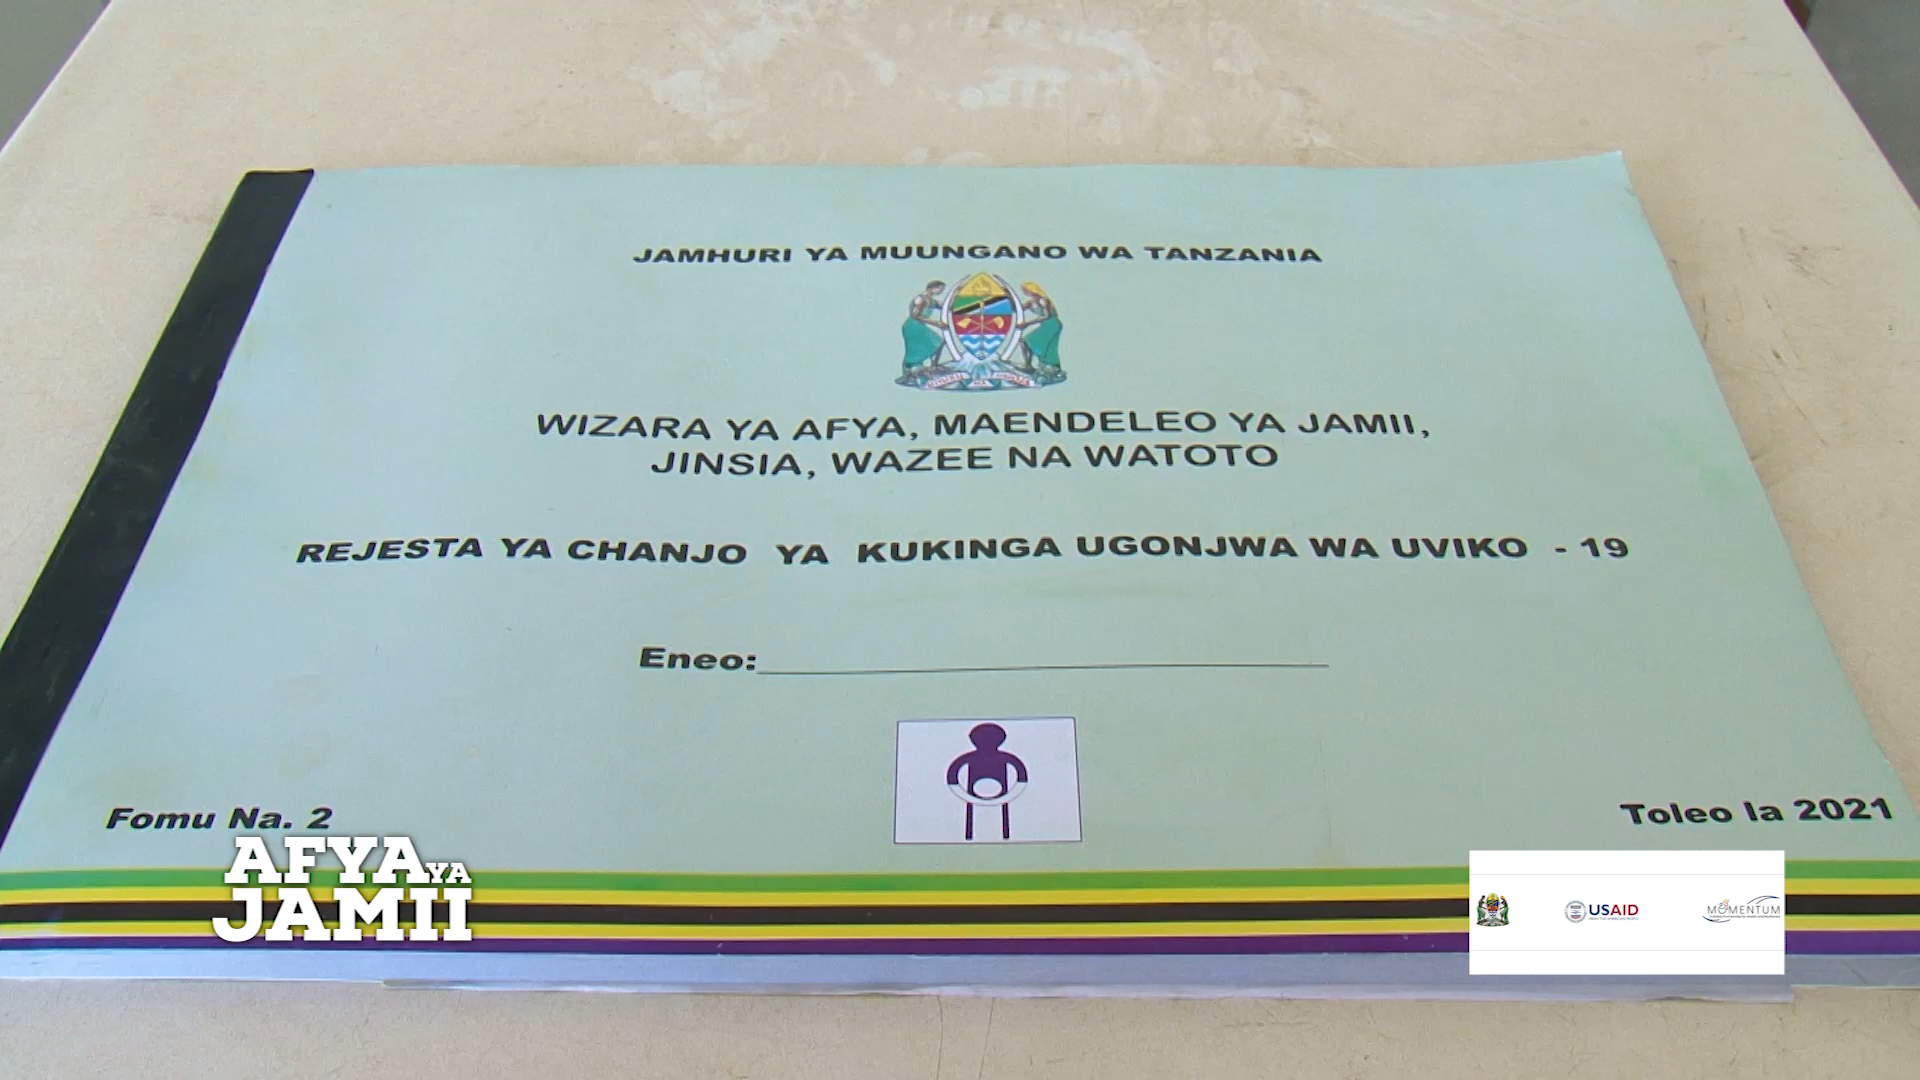 JAMHURI YA MUUNGANO WA TANZANIA
WIZARA YA AFYA, MAENDELEO YA JAMII,
JINSIA, WAZEE NA WATOTO
REJESTA YA CHANJO YA KUKINGA UGONJWA WA UVIKO - 19
Eneo:
Fomu Na. 2
Toleo la 2021
AFYA YA
JAMII
USAID
MOMENTUM